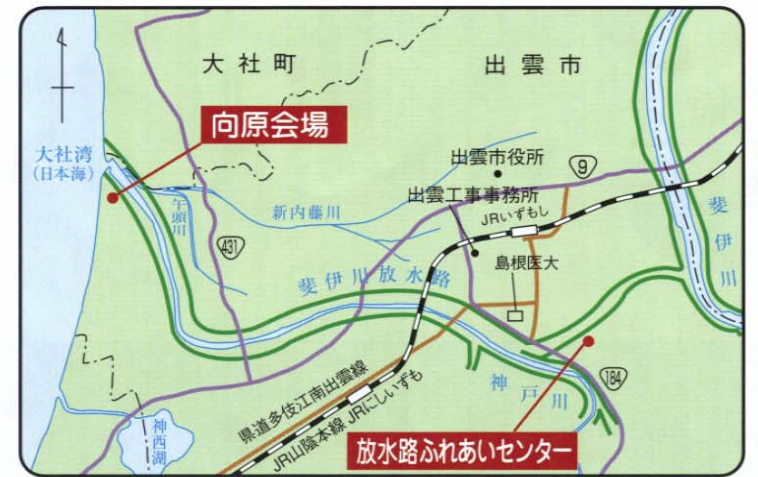 大社町
出雲市
向原会場
大社湾
(日本海)
出雲市役所
9
出雲工事事務所
新内藤川
午頭川
JRいずもし
斐伊川
431
島根医大
斐伊川放水路
184
神戸川
県道多伎江南出雲線
JR山陰本線 JRにしいずも
神西湖
放水路ふれあいセンター